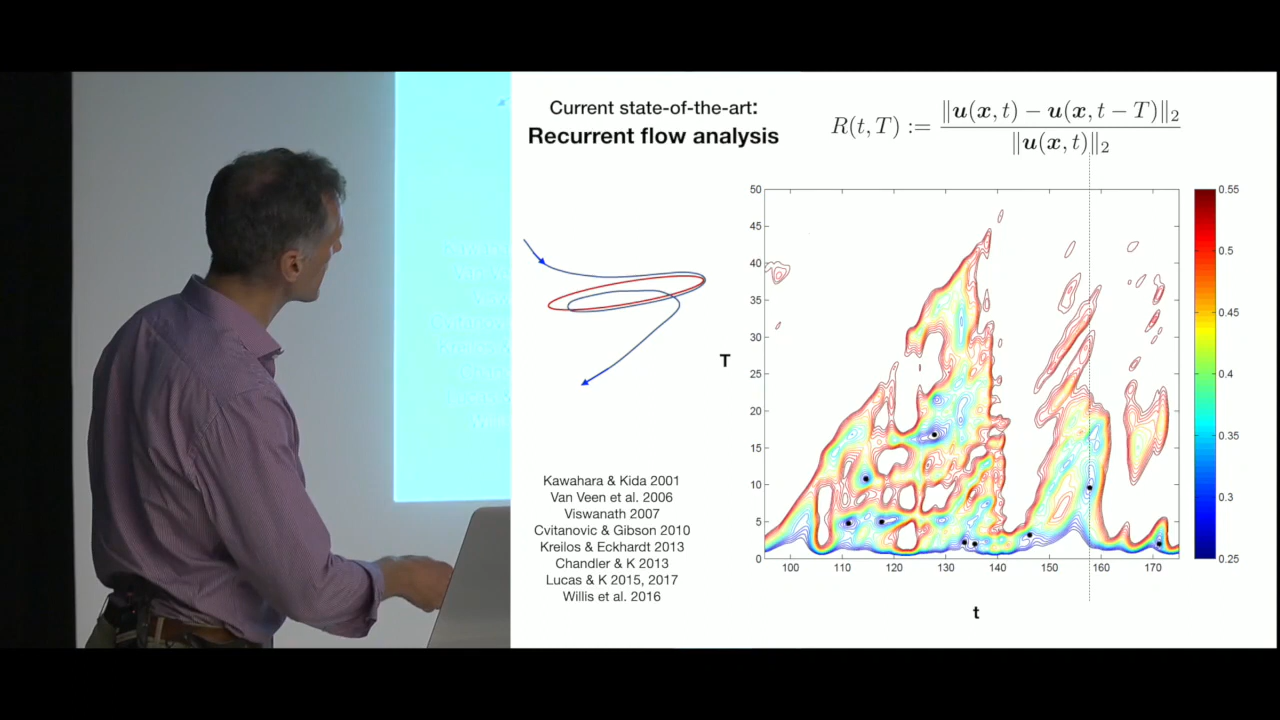 Current state-of-the-art:
Recurrent flow analysis
R(t, T) := ‖u(x, t) − u(x, t − T)‖₂ / ‖u(x, t)‖₂
Kawahara & Kida 2001
Van Veen et al. 2006
Viswanath 2007
Cvitanovic & Gibson 2010
Kreilos & Eckhardt 2013
Chandler & K 2013
Lucas & K 2015, 2017
Willis et al. 2016
T
50
45
40
35
30
25
20
15
10
5
0
100 110 120 130 140 150 160 170
t
0.55
0.5
0.45
0.4
0.35
0.3
0.25